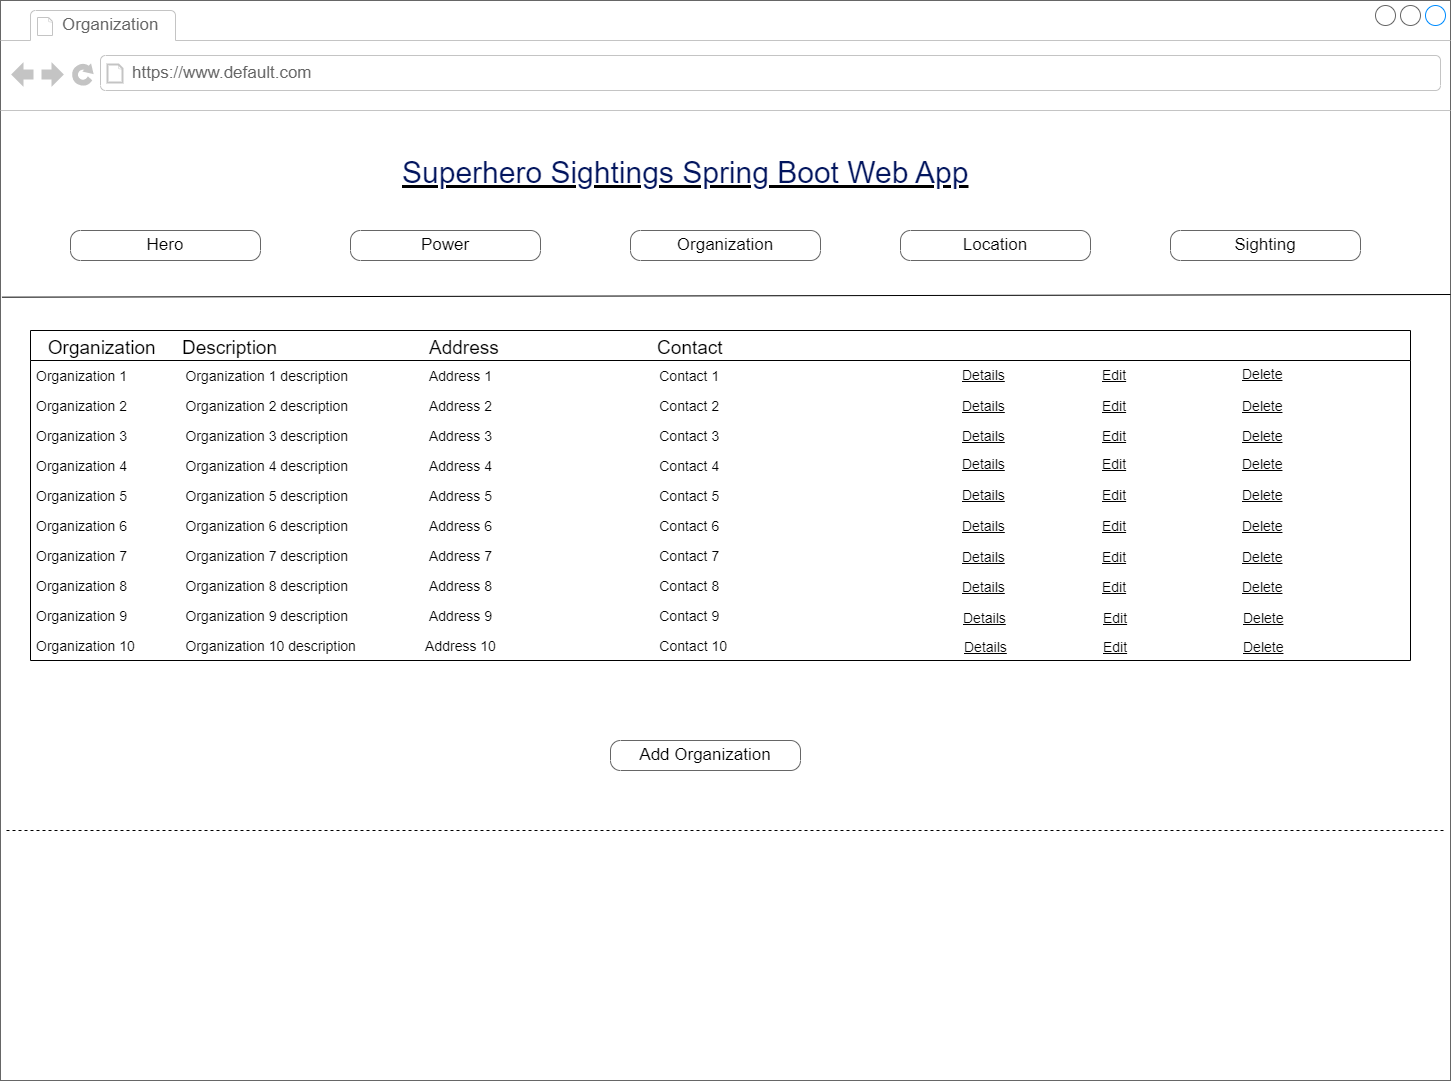 Organization
https://www.default.com
Superhero Sightings Spring Boot Web App
Hero Power Organization Location Sighting
Organization Description Address Contact
Organization 1 Organization 1 description Address 1 Contact 1 Details Edit Delete
Organization 2 Organization 2 description Address 2 Contact 2 Details Edit Delete
Organization 3 Organization 3 description Address 3 Contact 3 Details Edit Delete
Organization 4 Organization 4 description Address 4 Contact 4 Details Edit Delete
Organization 5 Organization 5 description Address 5 Contact 5 Details Edit Delete
Organization 6 Organization 6 description Address 6 Contact 6 Details Edit Delete
Organization 7 Organization 7 description Address 7 Contact 7 Details Edit Delete
Organization 8 Organization 8 description Address 8 Contact 8 Details Edit Delete
Organization 9 Organization 9 description Address 9 Contact 9 Details Edit Delete
Organization 10 Organization 10 description Address 10 Contact 10 Details Edit Delete
Add Organization